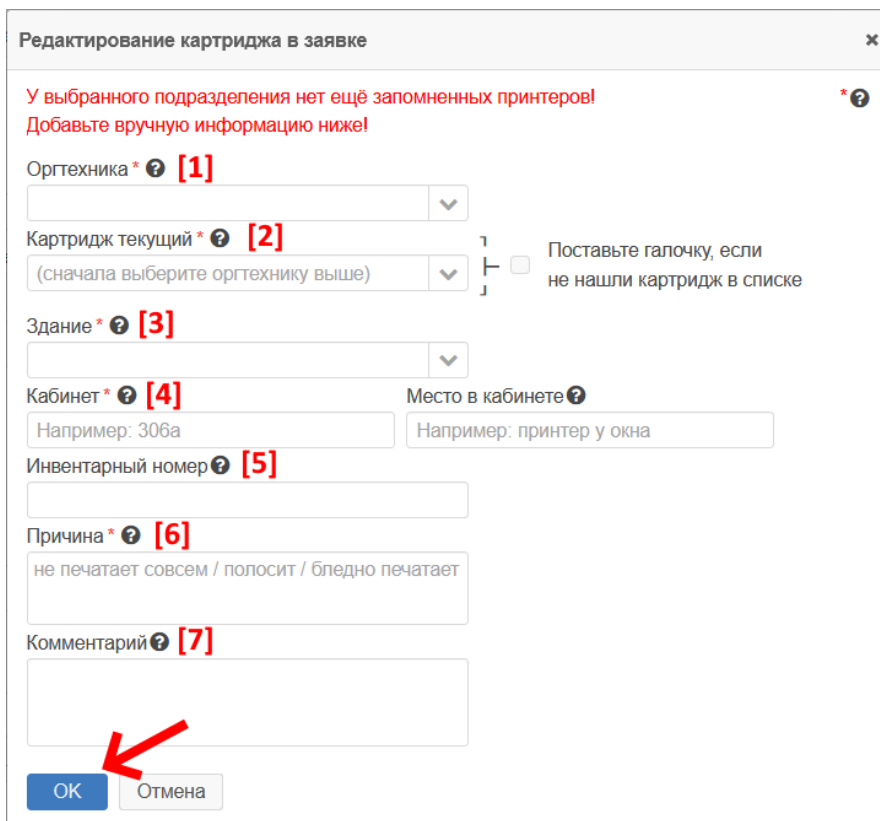 Редактирование картриджа в заявке ×
У выбранного подразделения нет ещё запомненных принтеров! *?
Добавьте вручную информацию ниже!
Оргтехника * ? [1]
Картридж текущий * ? [2]
(сначала выберите оргтехнику выше)
Поставьте галочку, если
не нашли картридж в списке
Здание * ? [3]
Кабинет * ? [4] Место в кабинете ?
Например: 306а Например: принтер у окна
Инвентарный номер ? [5]
Причина * ? [6]
не печатает совсем / полосит / бледно печатает
Комментарий ? [7]
OK Отмена